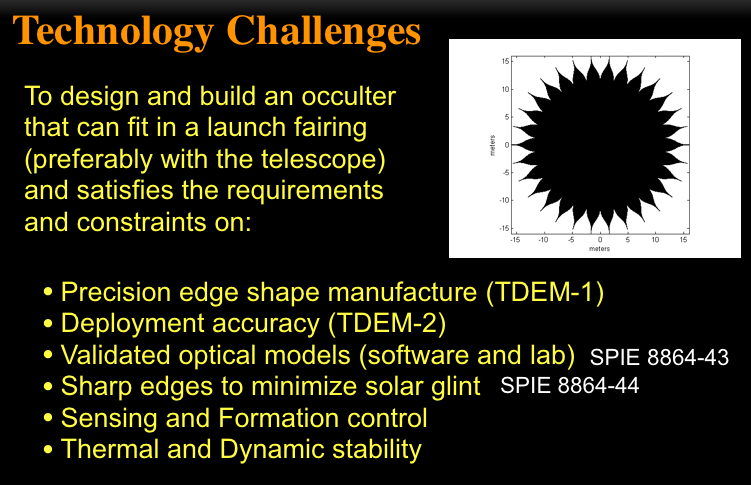 Technology Challenges
To design and build an occulter
that can fit in a launch fairing
(preferably with the telescope)
and satisfies the requirements
and constraints on:
15
10
5
0
-5
-10
-15
meters
-15 -10 -5 0 5 10 15
meters
• Precision edge shape manufacture (TDEM-1)
• Deployment accuracy (TDEM-2)
• Validated optical models (software and lab) SPIE 8864-43
• Sharp edges to minimize solar glint SPIE 8864-44
• Sensing and Formation control
• Thermal and Dynamic stability